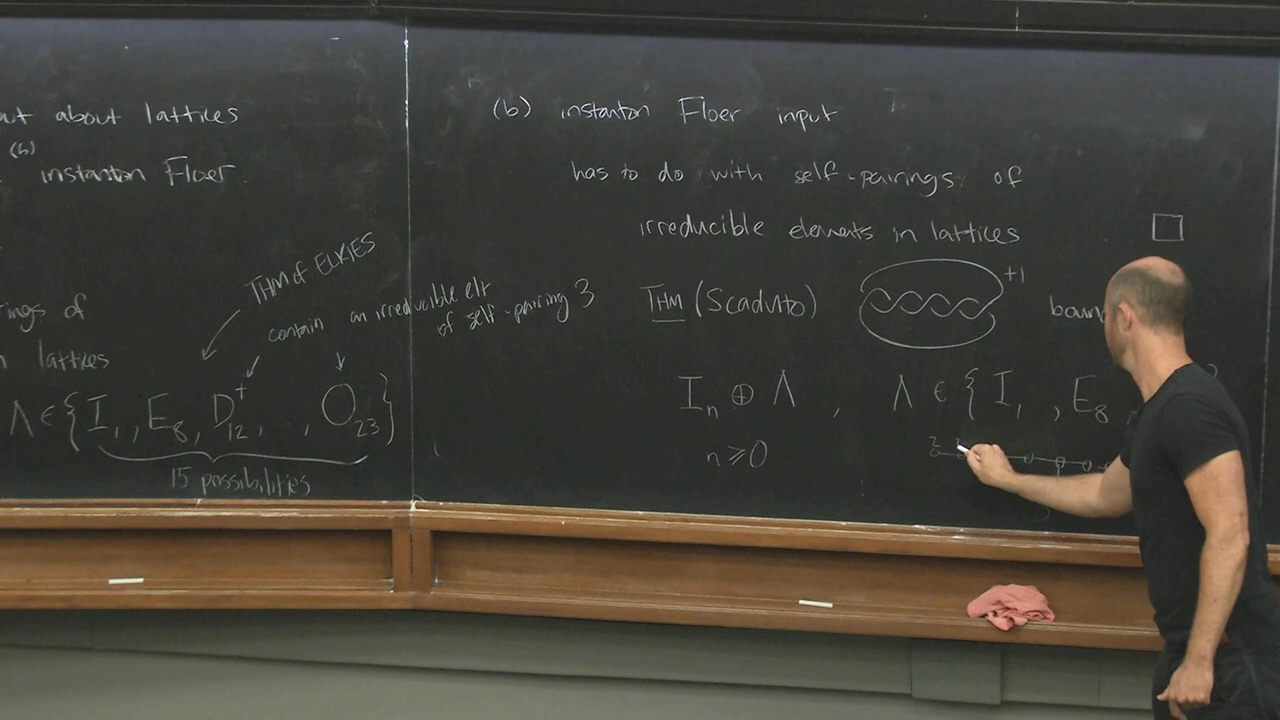 ut about lattices
(b)
instanton Floer
ings of
lattices
THM of ELKIES
contain an irreducible elt
of self-pairing 3
Λ ∈ { I₁, E₈, D₁₂⁺, , O₂₃ }
15 possibilities
(b) instanton Floer input
has to do with self-pairings of
irreducible elements in lattices
THM (Scaduto) +1 boun
Iₙ ⊕ Λ , Λ ∈ { I₁ , E₈
n ≥ 0
2